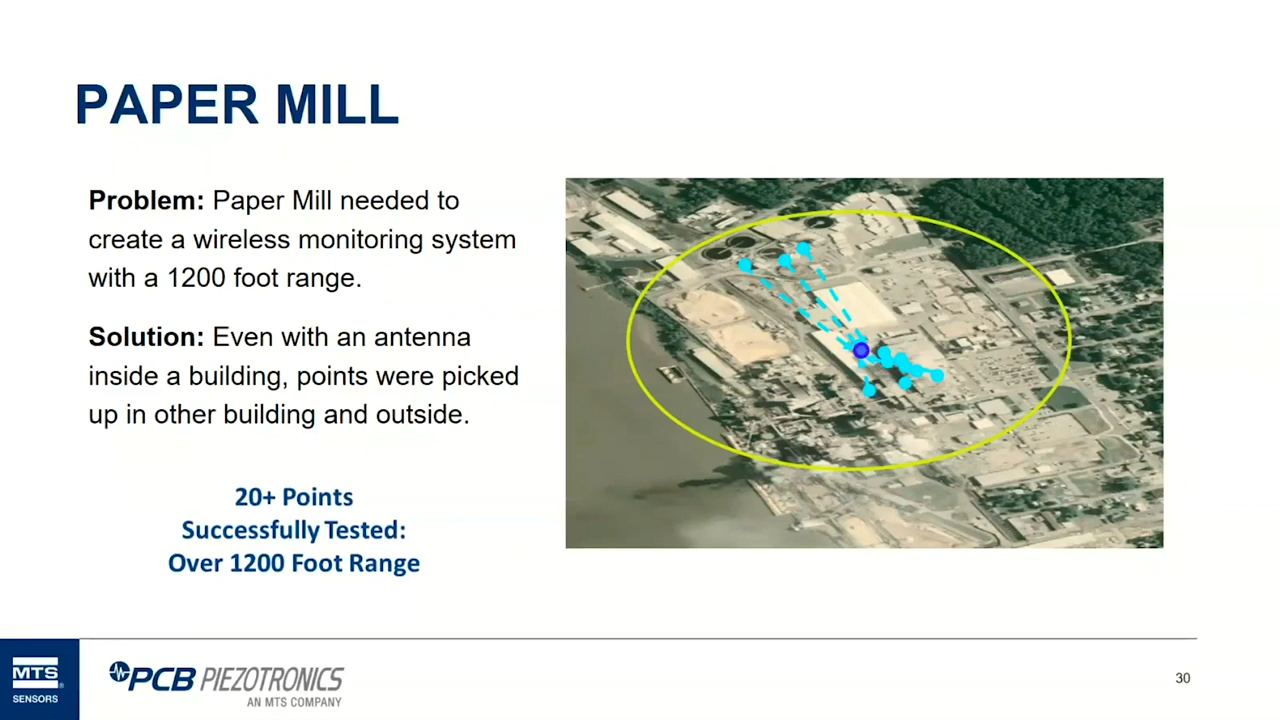 PAPER MILL
Problem: Paper Mill needed to
create a wireless monitoring system
with a 1200 foot range.
Solution: Even with an antenna
inside a building, points were picked
up in other building and outside.
20+ Points
Successfully Tested:
Over 1200 Foot Range
MTS
SENSORS
PCB PIEZOTRONICS
AN MTS COMPANY
30